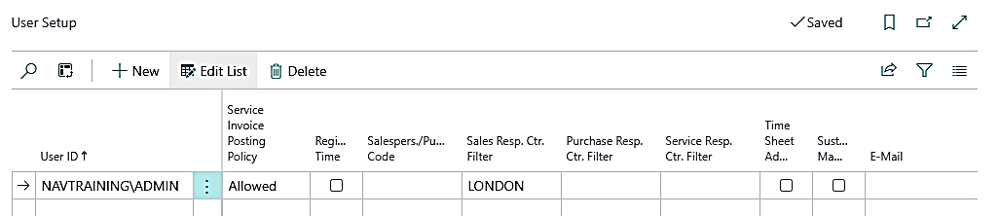 User Setup
Saved
New Edit List Delete
Service
Invoice
Posting Regi... Salespers./Pu... Sales Resp. Ctr. Purchase Resp. Service Resp. Time Sheet Sust...
User ID ↑ Policy Time Code Filter Ctr. Filter Ctr. Filter Ad... Ma... E-Mail
NAVTRAINING\ADMIN Allowed LONDON